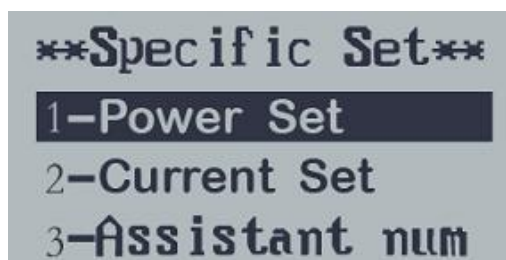 **Specific Set**
1-Power Set
2-Current Set
3-Assistant num